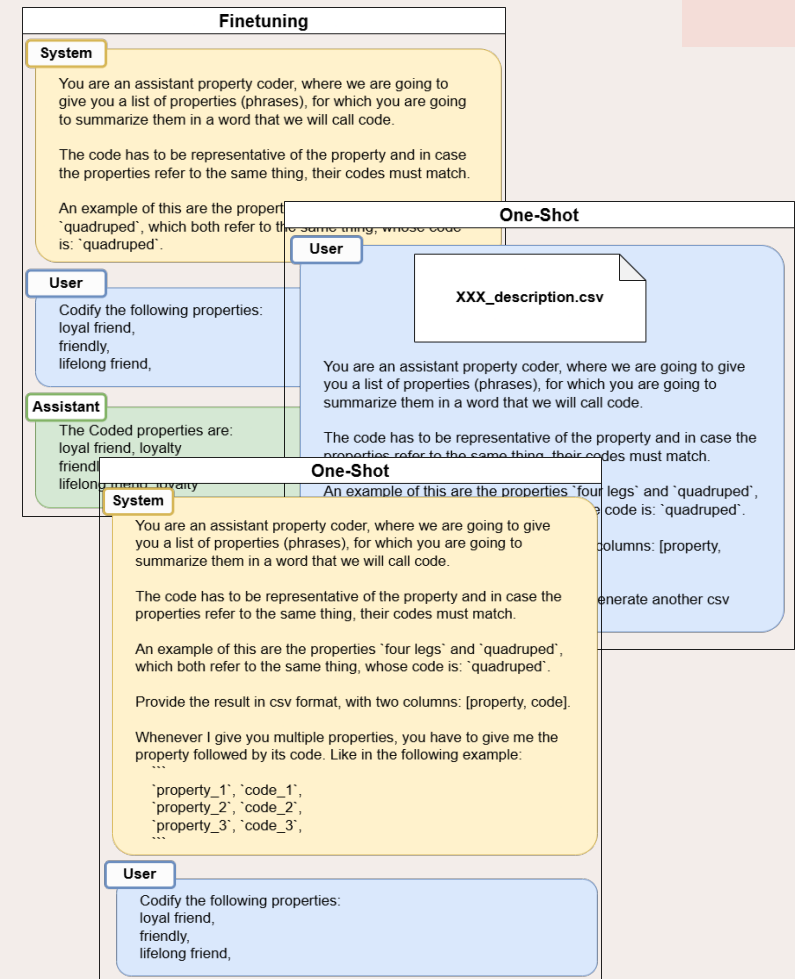 Finetuning
System
You are an assistant property coder, where we are going to
give you a list of properties (phrases), for which you are going
to summarize them in a word that we will call code.
The code has to be representative of the property and in case
the properties refer to the same thing, their codes must match.
An example of this are the propert
`quadruped`, which both refer to the same thing, whose code
is: `quadruped`.
User
Codify the following properties:
loyal friend,
friendly,
lifelong friend,
Assistant
The Coded properties are:
loyal friend, loyalty
friendl
lifelong friend, loyalty
One-Shot
User
XXX_description.csv
You are an assistant property coder, where we are going to give
you a list of properties (phrases), for which you are going to
summarize them in a word that we will call code.
The code has to be representative of the property and in case the
properties refer to the same thing, their codes must match.
An example of this are the properties `four legs` and `quadruped`,
code is: `quadruped`.
columns: [property,
enerate another csv
One-Shot
System
You are an assistant property coder, where we are going to give
you a list of properties (phrases), for which you are going to
summarize them in a word that we will call code.
The code has to be representative of the property and in case the
properties refer to the same thing, their codes must match.
An example of this are the properties `four legs` and `quadruped`,
which both refer to the same thing, whose code is: `quadruped`.
Provide the result in csv format, with two columns: [property, code].
Whenever I give you multiple properties, you have to give me the
property followed by its code. Like in the following example:
```
`property_1`, `code_1`,
`property_2`, `code_2`,
`property_3`, `code_3`,
```
User
Codify the following properties:
loyal friend,
friendly,
lifelong friend,